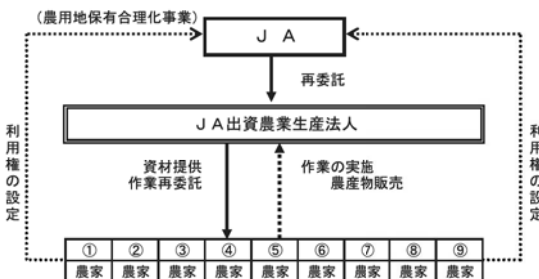 （農用地保有合理化事業）
ＪＡ
再委託
ＪＡ出資農業生産法人
利用権の設定
資材提供
作業再委託
作業の実施
農産物販売
利用権の設定
① ② ③ ④ ⑤ ⑥ ⑦ ⑧ ⑨
農家 農家 農家 農家 農家 農家 農家 農家 農家